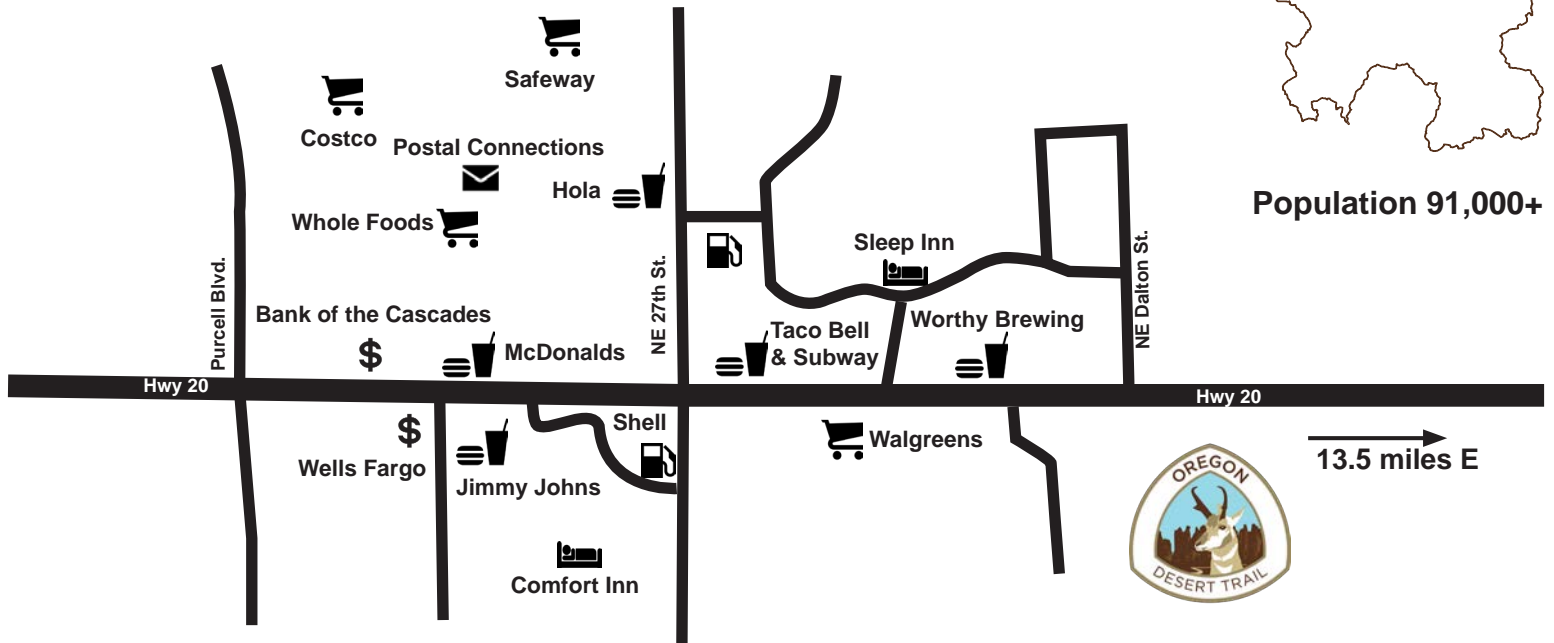 Safeway
Costco
Postal Connections
Hola
Whole Foods
Population 91,000+
Sleep Inn
Purcell Blvd.
NE 27th St.
NE Dalton St.
Bank of the Cascades
$
McDonalds
Taco Bell
& Subway
Worthy Brewing
Hwy 20
Hwy 20
$
Wells Fargo
Jimmy Johns
Shell
Walgreens
13.5 miles E
OREGON
DESERT TRAIL
Comfort Inn